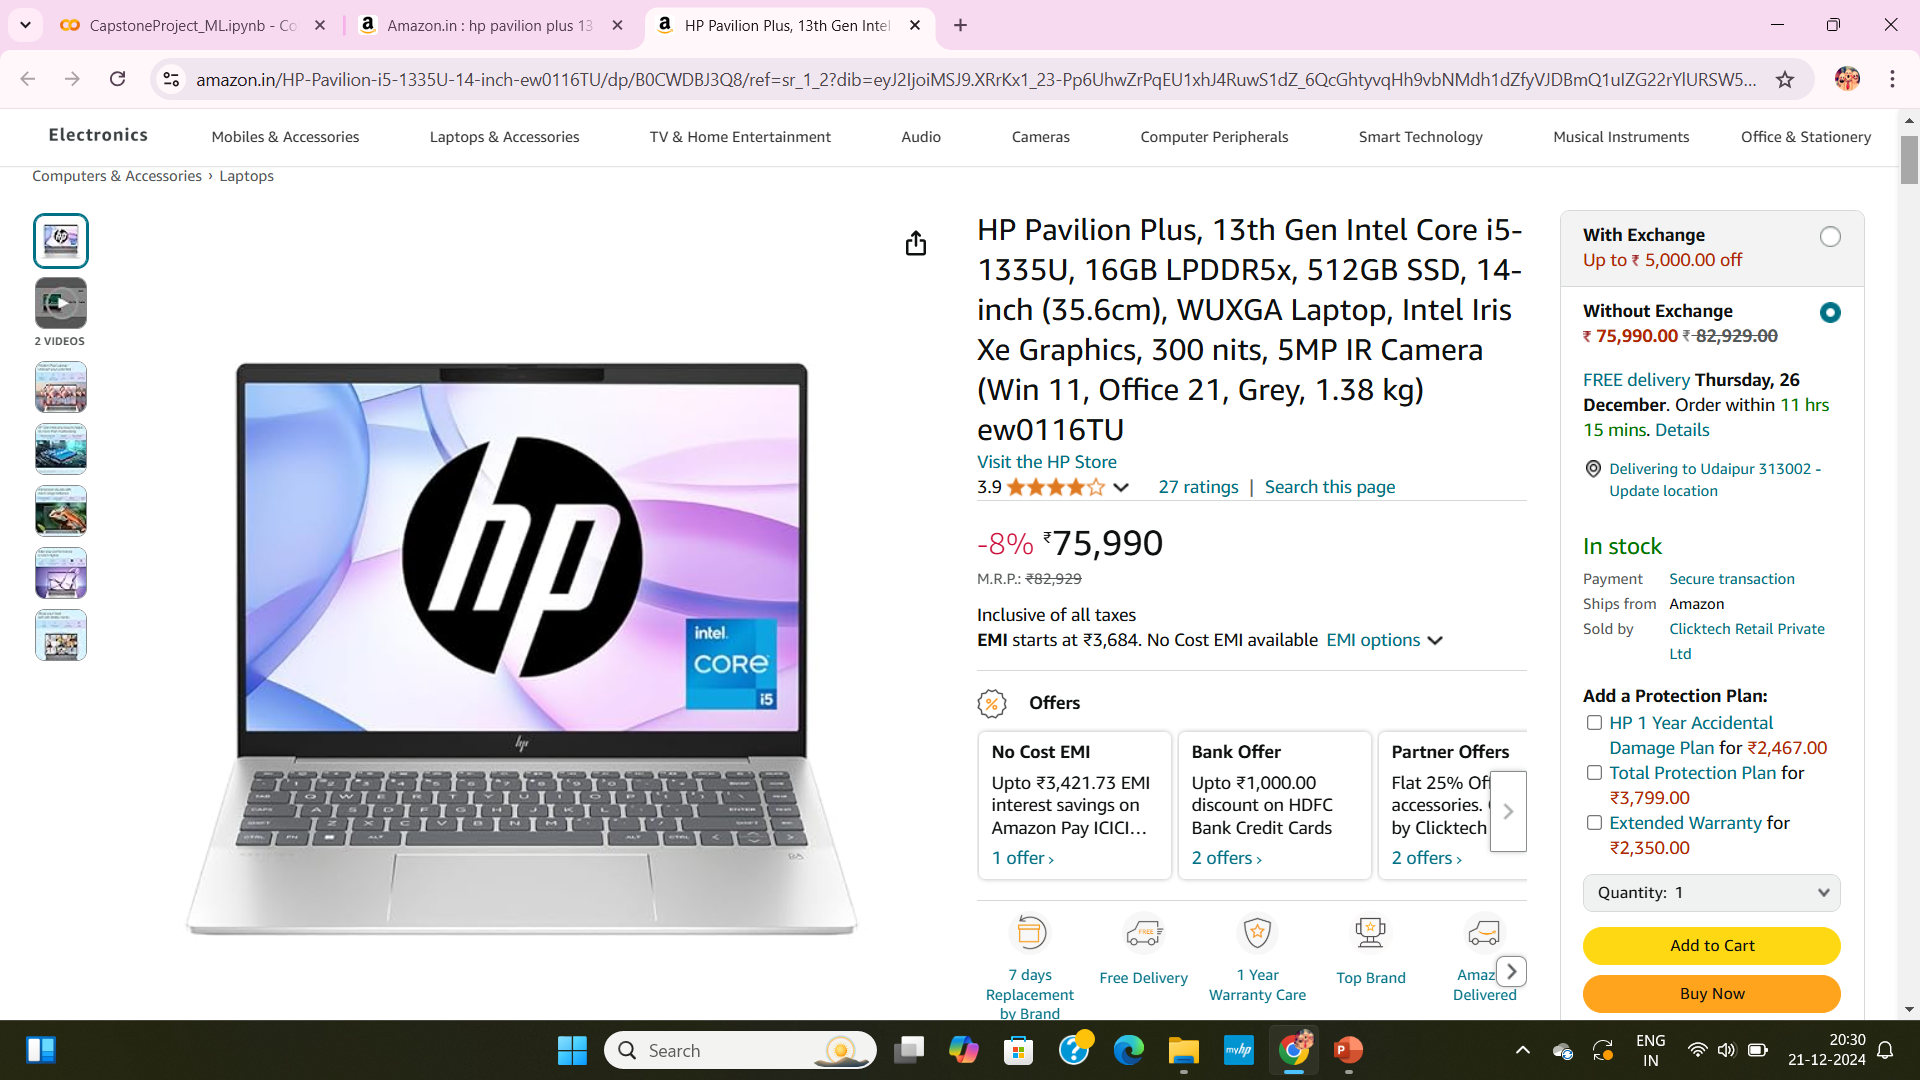 CapstoneProject_ML.ipynb - Co
Amazon.in : hp pavilion plus 13
HP Pavilion Plus, 13th Gen Intel
amazon.in/HP-Pavilion-i5-1335U-14-inch-ew0116TU/dp/B0CWDBJ3Q8/ref=sr_1_2?dib=eyJ2IjoiMSJ9.XRrKx1_23-Pp6UhwZrPqEU1xhJ4RuwS1dZ_6QcGhtyvqHh9vbNMdh1dZfyVJDBmQ1uIZG22rYlURSW5...
Electronics
Mobiles & Accessories
Laptops & Accessories
TV & Home Entertainment
Audio
Cameras
Computer Peripherals
Smart Technology
Musical Instruments
Office & Stationery
Computers & Accessories › Laptops
2 VIDEOS
hp
intel.
CORE
i5
HP Pavilion Plus, 13th Gen Intel Core i5-
1335U, 16GB LPDDR5x, 512GB SSD, 14-
inch (35.6cm), WUXGA Laptop, Intel Iris
Xe Graphics, 300 nits, 5MP IR Camera
(Win 11, Office 21, Grey, 1.38 kg)
ew0116TU
Visit the HP Store
3.9
27 ratings | Search this page
-8% ₹75,990
M.R.P.: ₹82,929
Inclusive of all taxes
EMI starts at ₹3,684. No Cost EMI available EMI options
Offers
No Cost EMI
Upto ₹3,421.73 EMI
interest savings on
Amazon Pay ICICI…
1 offer ›
Bank Offer
Upto ₹1,000.00
discount on HDFC
Bank Credit Cards
2 offers ›
Partner Offers
Flat 25% Off
accessories.
by Clicktech
2 offers ›
7 days
Replacement
by Brand
FREE
Free Delivery
1 Year
Warranty Care
Top Brand
Amaz
Delivered
With Exchange
Up to ₹ 5,000.00 off
Without Exchange
₹ 75,990.00 ₹ 82,929.00
FREE delivery Thursday, 26
December. Order within 11 hrs
15 mins. Details
Delivering to Udaipur 313002 -
Update location
In stock
Payment Secure transaction
Ships from Amazon
Sold by Clicktech Retail Private
Ltd
Add a Protection Plan:
HP 1 Year Accidental
Damage Plan for ₹2,467.00
Total Protection Plan for
₹3,799.00
Extended Warranty for
₹2,350.00
Quantity: 1
Add to Cart
Buy Now
Search
myhp
ENG
IN
20:30
21-12-2024